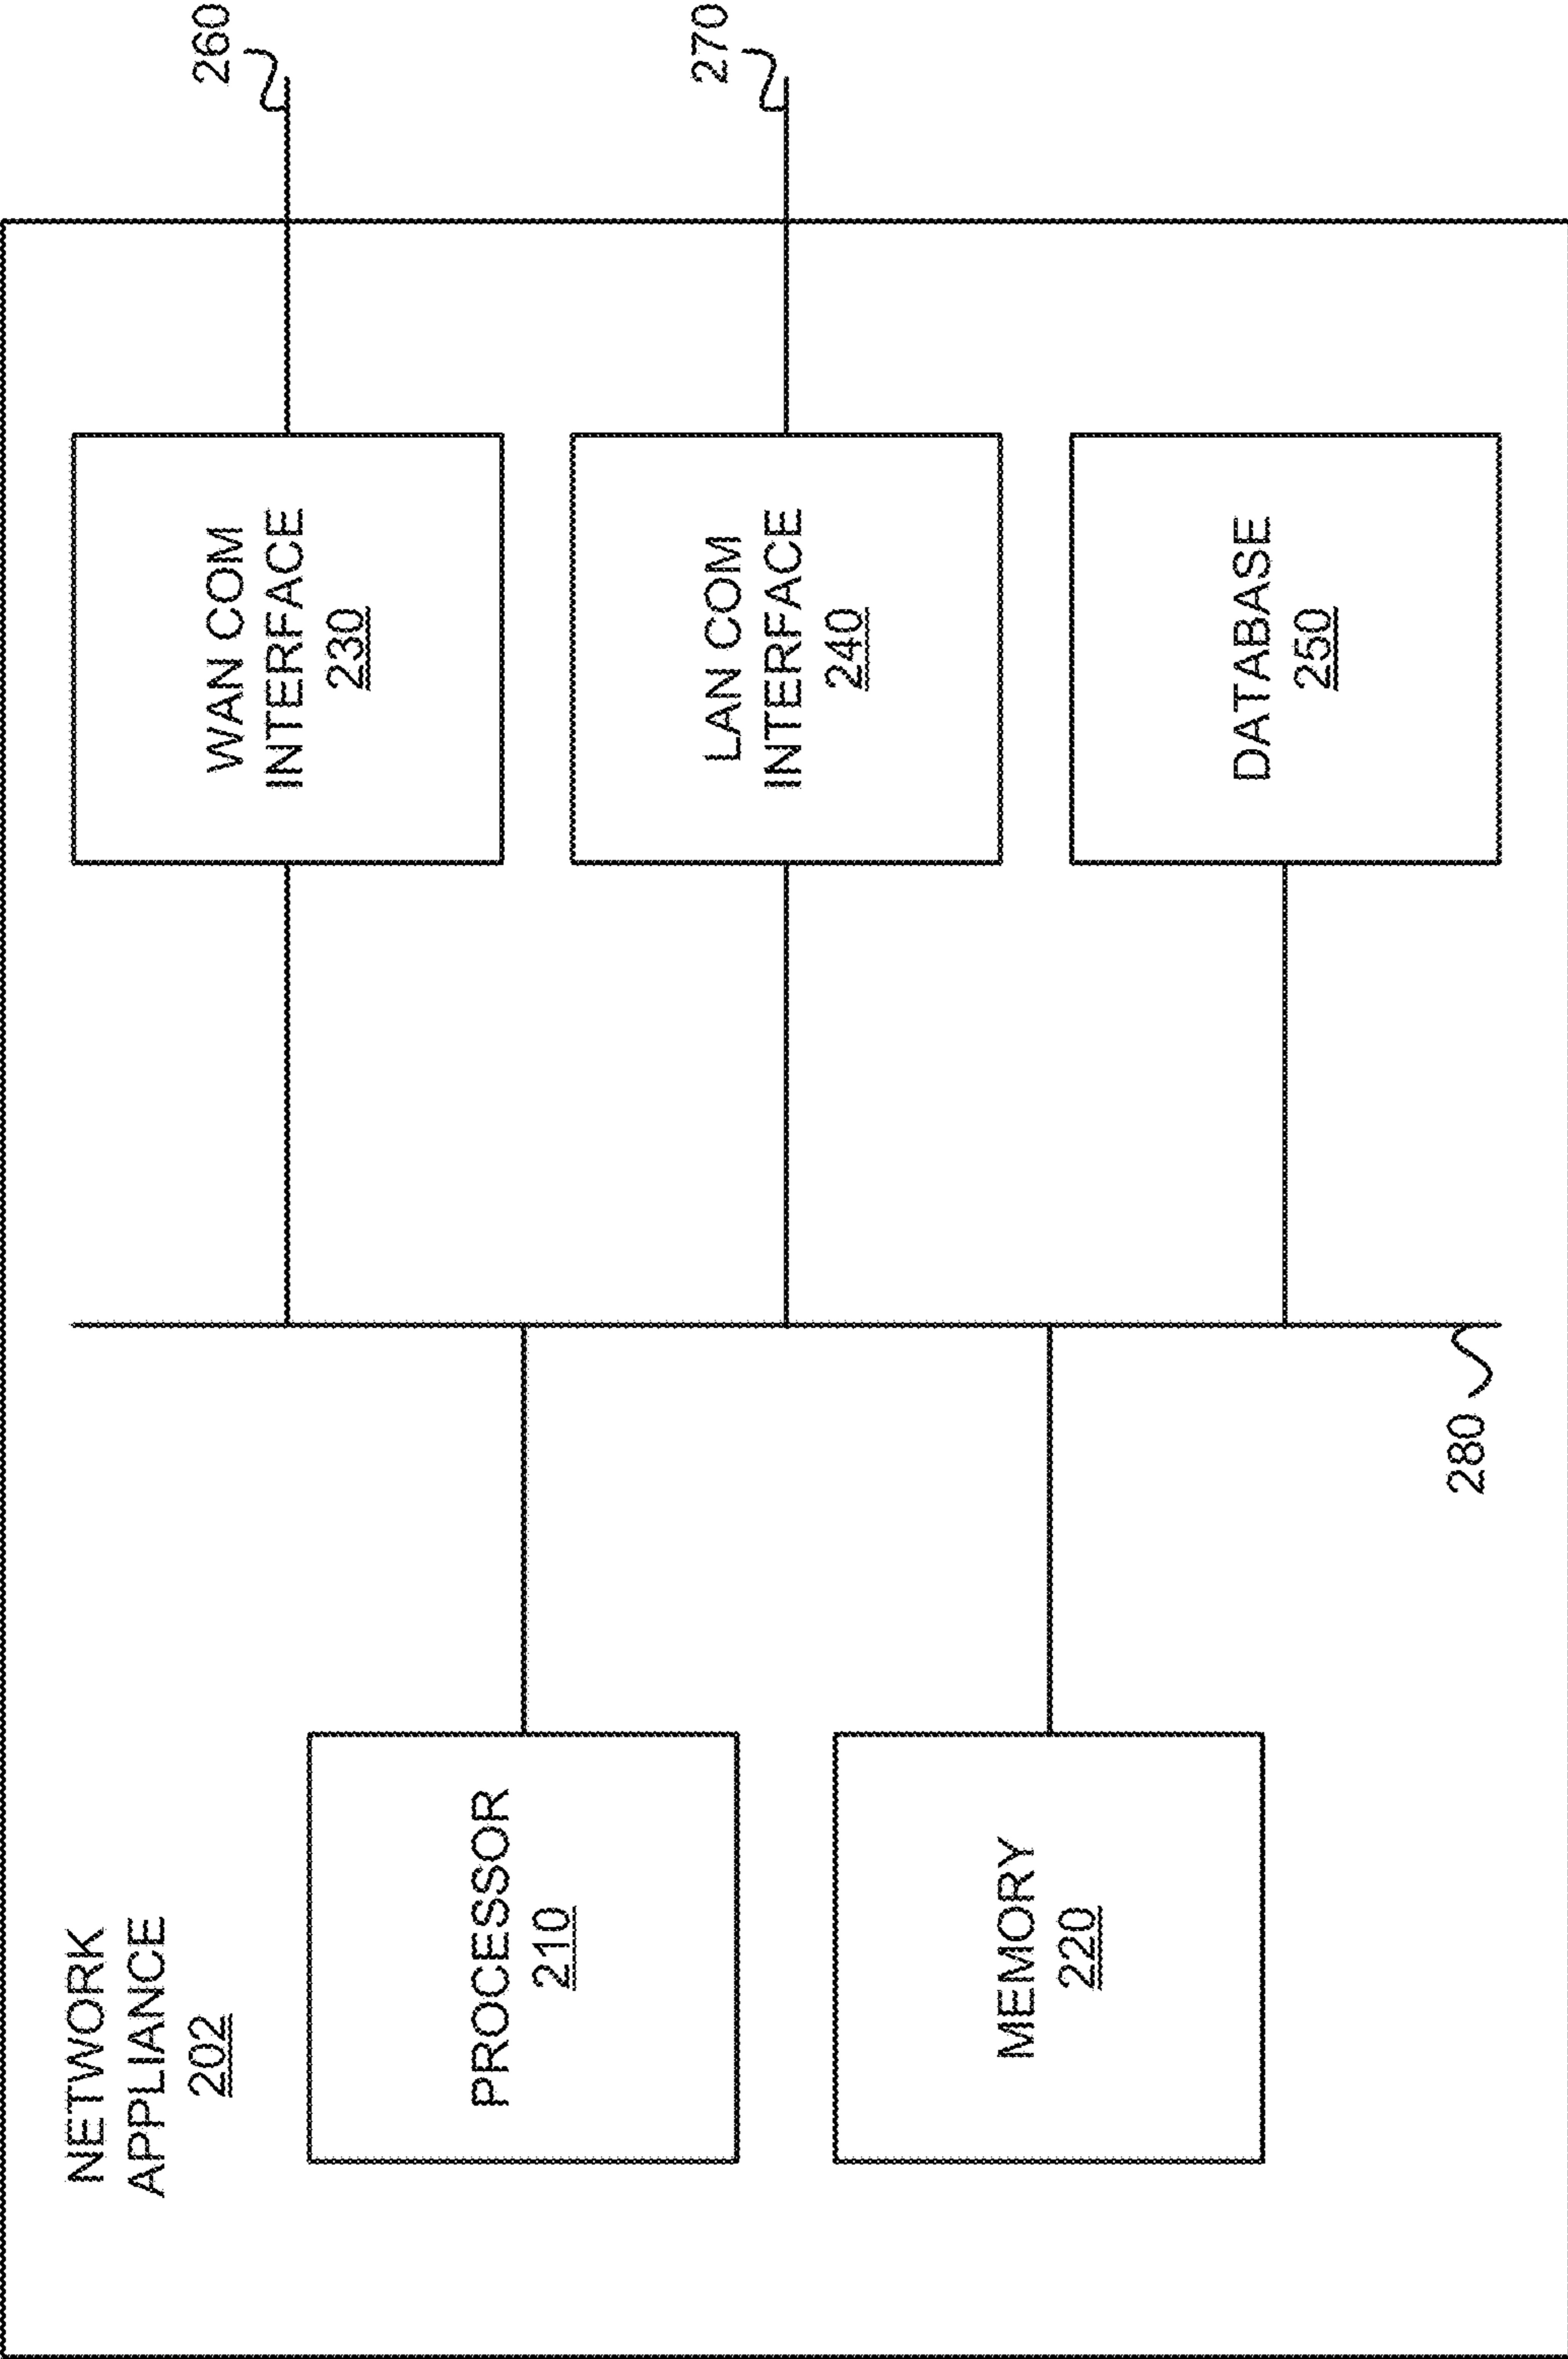 NETWORK
APPLIANCE
202
PROCESSOR
210
MEMORY
220
WAN COM
INTERFACE
230
LAN COM
INTERFACE
240
DATABASE
250
260
270
280